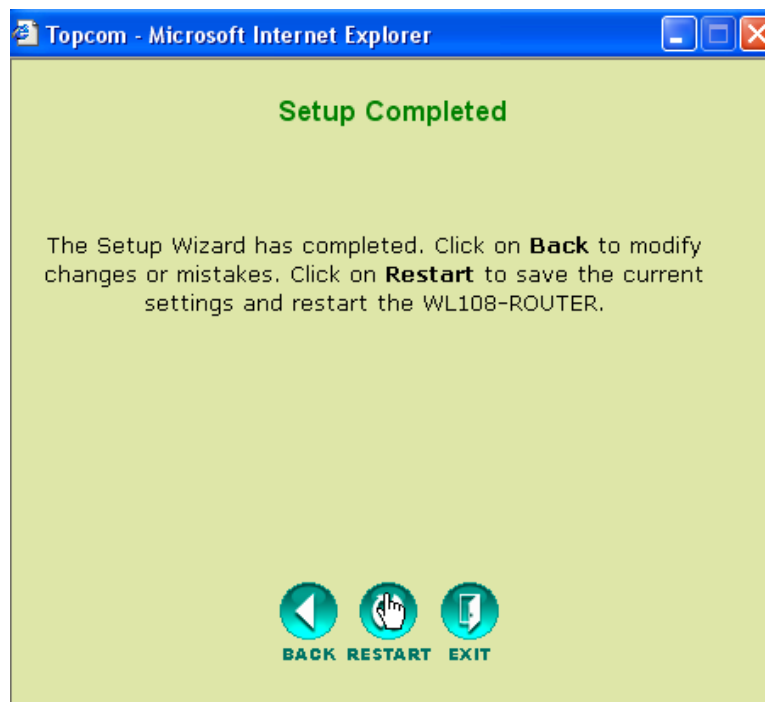 Topcom - Microsoft Internet Explorer
Setup Completed
The Setup Wizard has completed. Click on Back to modify
changes or mistakes. Click on Restart to save the current
settings and restart the WL108-ROUTER.
BACK RESTART EXIT